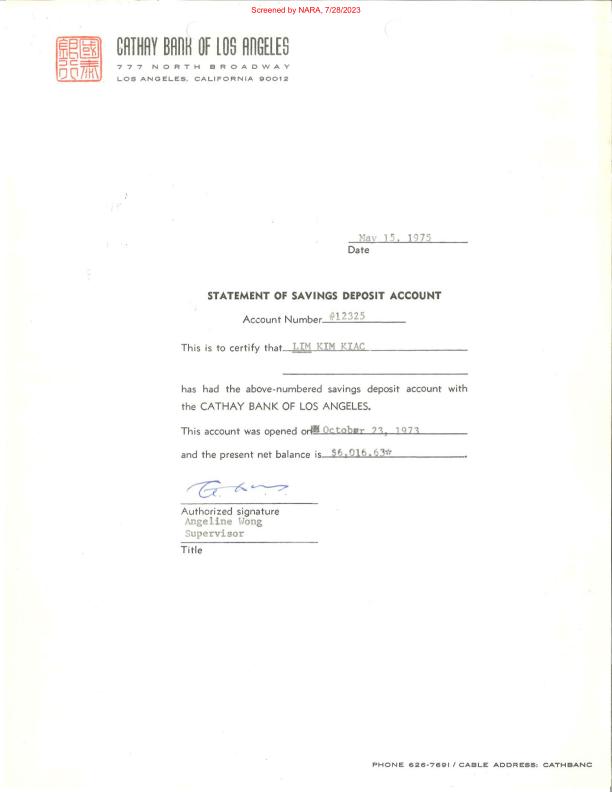 Screened by NARA, 7/28/2023
國泰
銀行
CATHAY BANK OF LOS ANGELES
777 NORTH BROADWAY
LOS ANGELES, CALIFORNIA 90012
May 15, 1975
Date
STATEMENT OF SAVINGS DEPOSIT ACCOUNT
Account Number #12325
This is to certify that LIM KIM KIAC
has had the above-numbered savings deposit account with
the CATHAY BANK OF LOS ANGELES.
This account was opened on October 23, 1973
and the present net balance is $6,016.63*.
Authorized signature
Angeline Wong
Supervisor
Title
PHONE 626-7691 / CABLE ADDRESS: CATHBANC